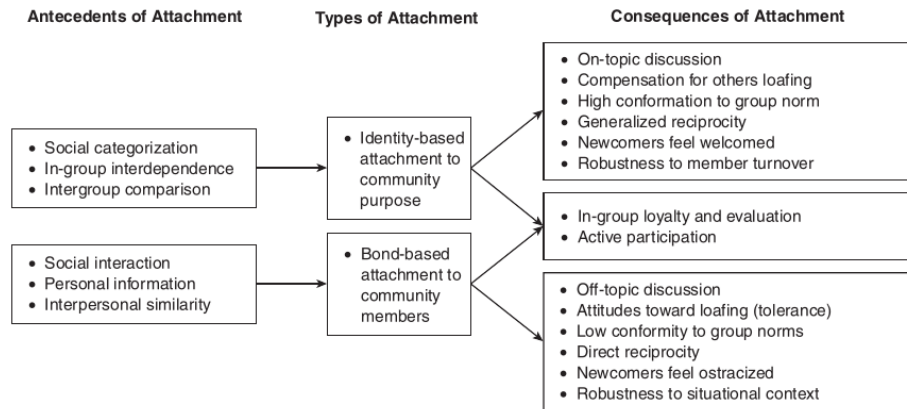 Antecedents of Attachment
Types of Attachment
Consequences of Attachment
• Social categorization
• In-group interdependence
• Intergroup comparison
• Social interaction
• Personal information
• Interpersonal similarity
• Identity-based
attachment to
community
purpose
• Bond-based
attachment to
community
members
• On-topic discussion
• Compensation for others loafing
• High conformation to group norm
• Generalized reciprocity
• Newcomers feel welcomed
• Robustness to member turnover
• In-group loyalty and evaluation
• Active participation
• Off-topic discussion
• Attitudes toward loafing (tolerance)
• Low conformity to group norms
• Direct reciprocity
• Newcomers feel ostracized
• Robustness to situational context